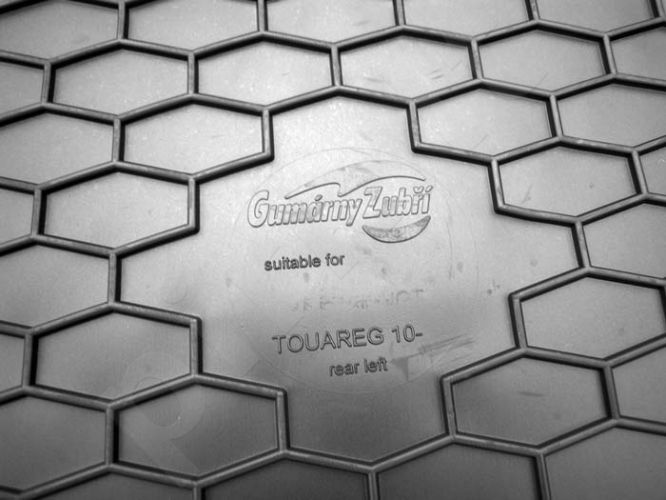 Gumárny Zubří
suitable for
TOUAREG 10-
rear left